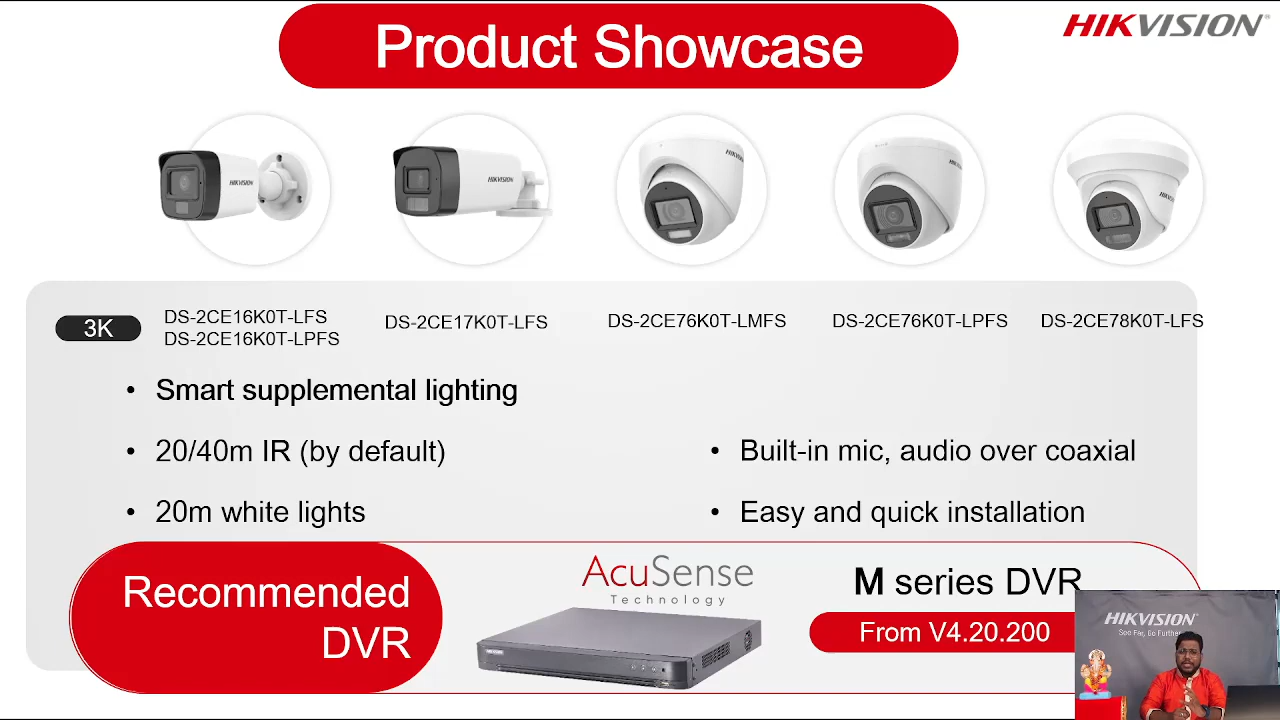 Product Showcase
HIKVISION
HIKVISION
HIKVISION
HIKVISION
3K
DS-2CE16K0T-LFS
DS-2CE16K0T-LPFS
DS-2CE17K0T-LFS
DS-2CE76K0T-LMFS
DS-2CE76K0T-LPFS
DS-2CE78K0T-LFS
• Smart supplemental lighting
• 20/40m IR (by default)
• Built-in mic, audio over coaxial
• 20m white lights
• Easy and quick installation
Recommended
DVR
AcuSense
Technology
M series DVR
From V4.20.200
HIKVISION
See Far, Go Further